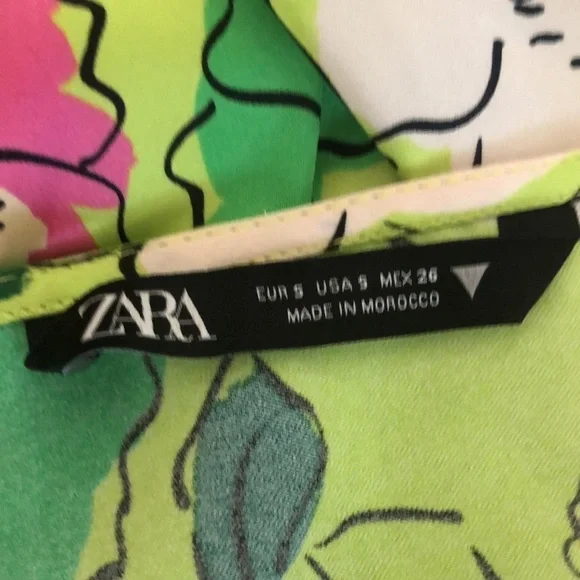 ZARA
EUR S USA S MEX 26
MADE IN MOROCCO